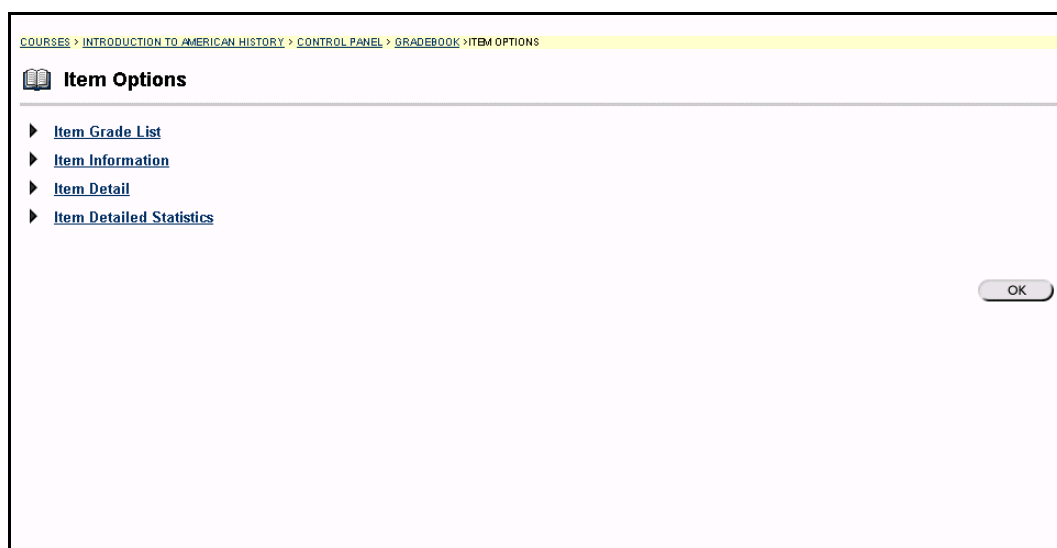 COURSES > INTRODUCTION TO AMERICAN HISTORY > CONTROL PANEL > GRADEBOOK >ITEM OPTIONS
Item Options
Item Grade List
Item Information
Item Detail
Item Detailed Statistics
OK